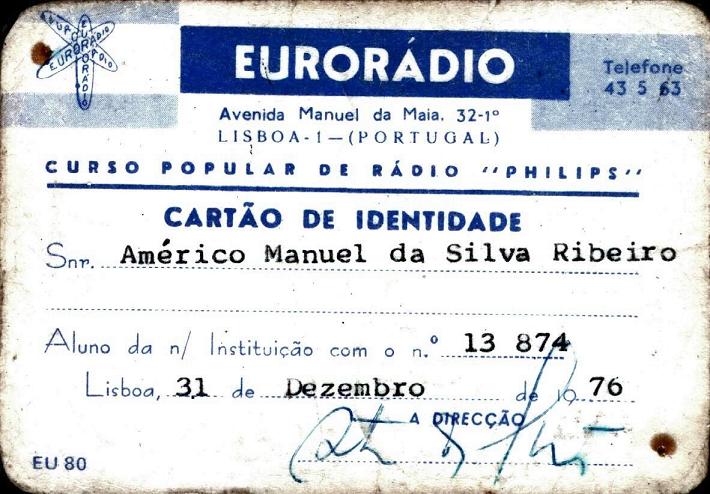 EURORÁDIO
EURORÁDIO
EURORÁDIO
Telefone
43 5 63
Avenida Manuel da Maia. 32-1º
LISBOA-1—(PORTUGAL)
CURSO POPULAR DE RÁDIO "PHILIPS"
CARTÃO DE IDENTIDADE
Snr. Américo Manuel da Silva Ribeiro
Aluno da n/ Instituição com o n.º 13 874
Lisboa, 31 de Dezembro de 1976
A DIRECÇÃO
EU 80